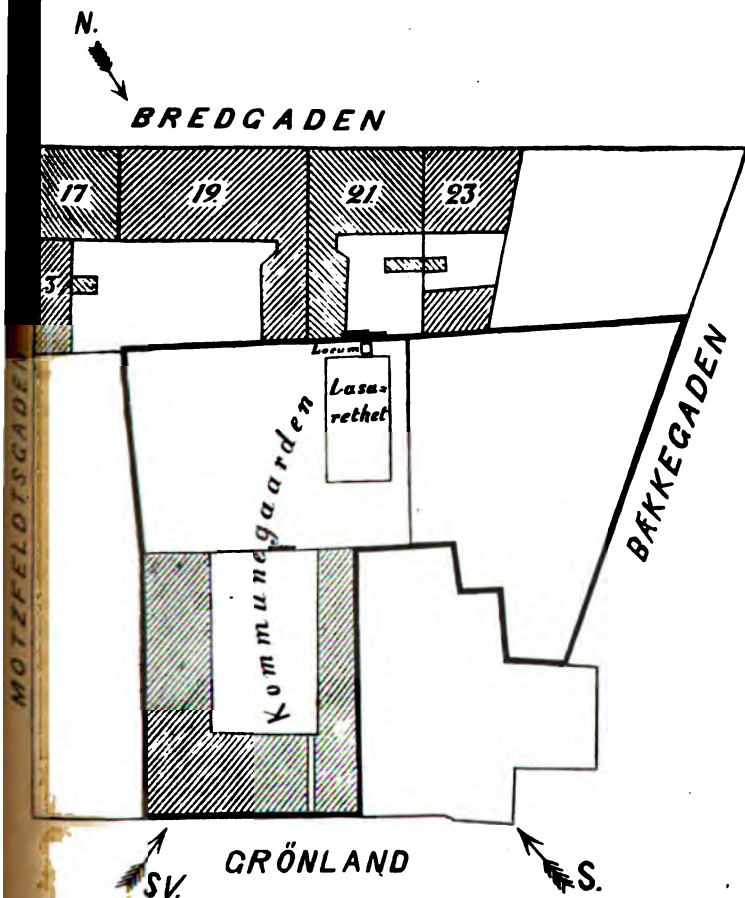 N.
BREDGADEN
17
19.
21.
23
3.
Locum
Lasa=
rethet
Kommunegaarden
MOTZFELDTSGADEN
BÆKKEGADEN
GRÖNLAND
SV.
S.